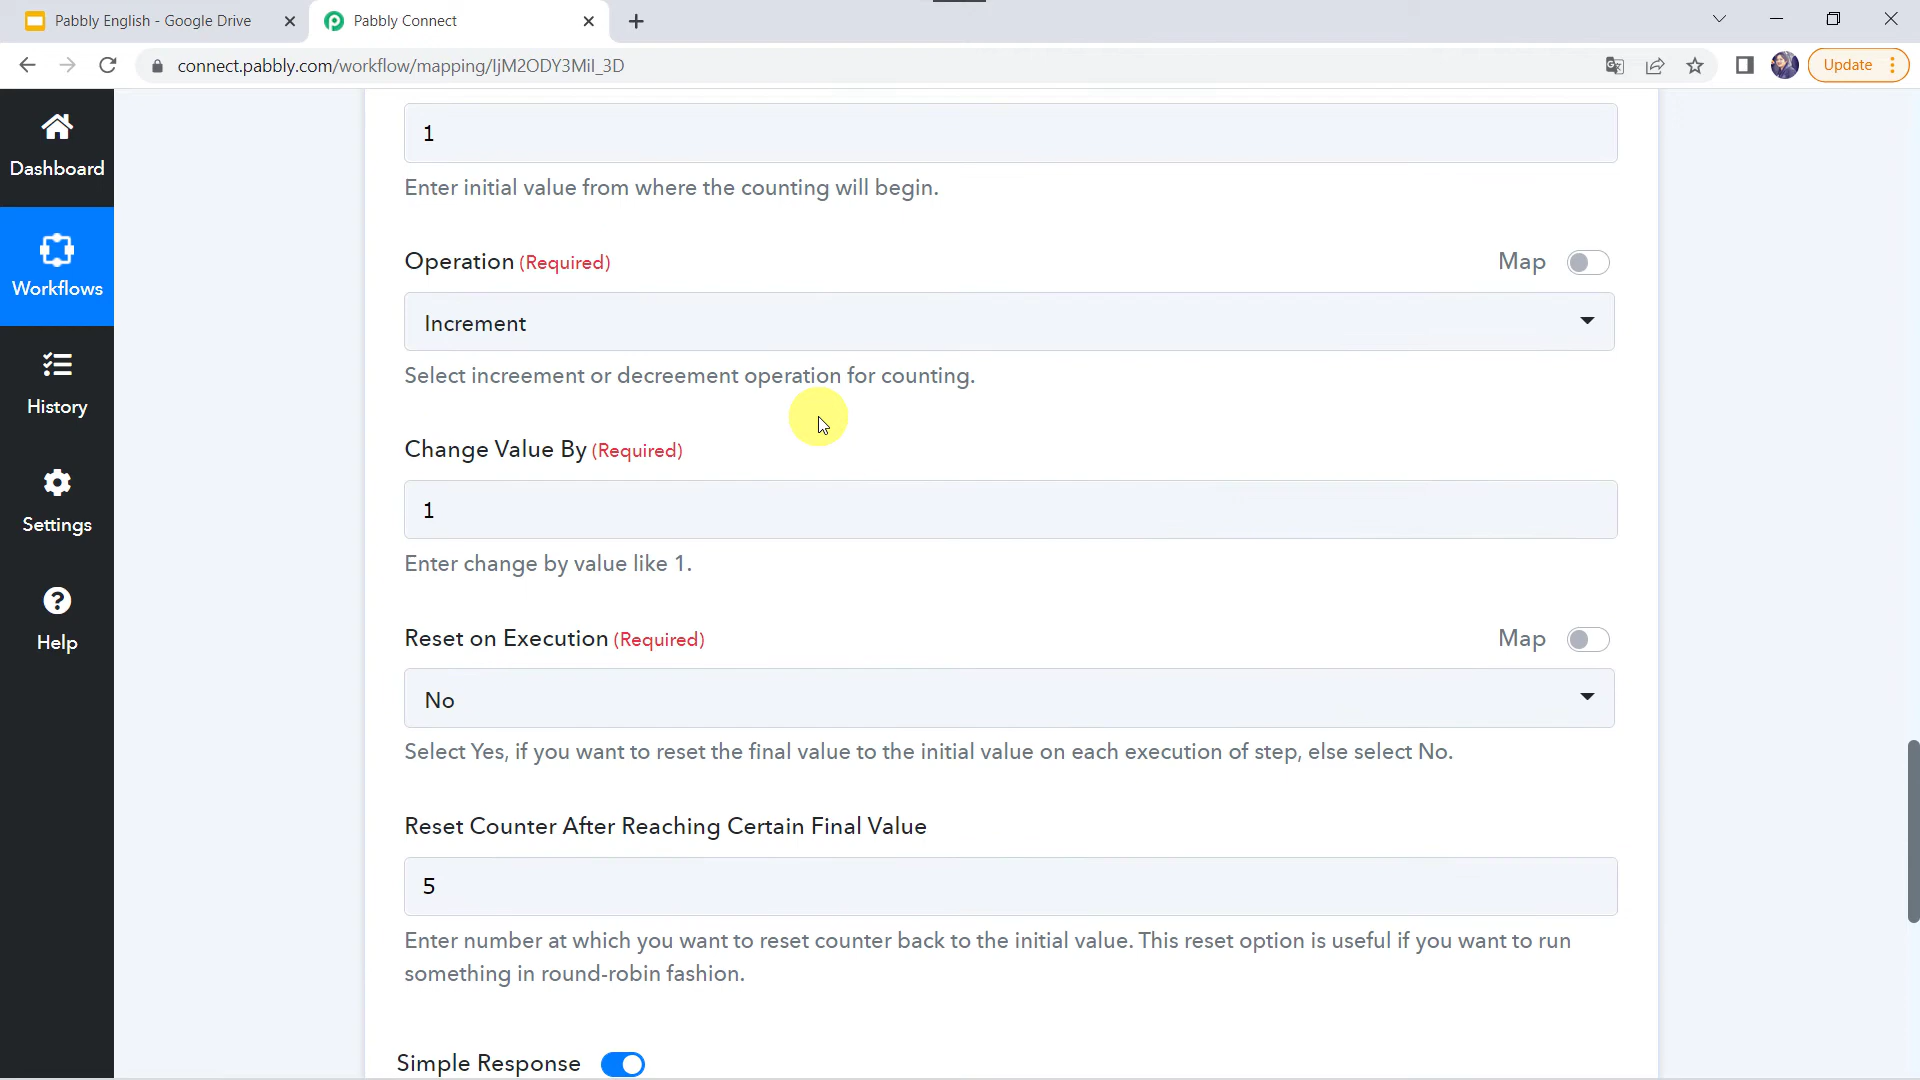 Pabbly English - Google Drive
Pabbly Connect
connect.pabbly.com/workflow/mapping/IjM2ODY3MiI_3D
Update
Dashboard
Workflows
History
Settings
Help
1
Enter initial value from where the counting will begin.
Operation (Required)
Map
Increment
Select increement or decreement operation for counting.
Change Value By (Required)
1
Enter change by value like 1.
Reset on Execution (Required)
Map
No
Select Yes, if you want to reset the final value to the initial value on each execution of step, else select No.
Reset Counter After Reaching Certain Final Value
5
Enter number at which you want to reset counter back to the initial value. This reset option is useful if you want to run
something in round-robin fashion.
Simple Response